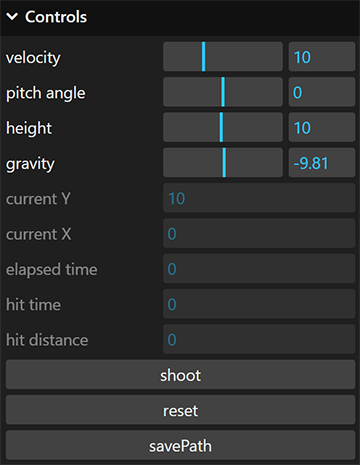 Controls
velocity 10
pitch angle 0
height 10
gravity -9.81
current Y 10
current X 0
elapsed time 0
hit time 0
hit distance 0
shoot
reset
savePath